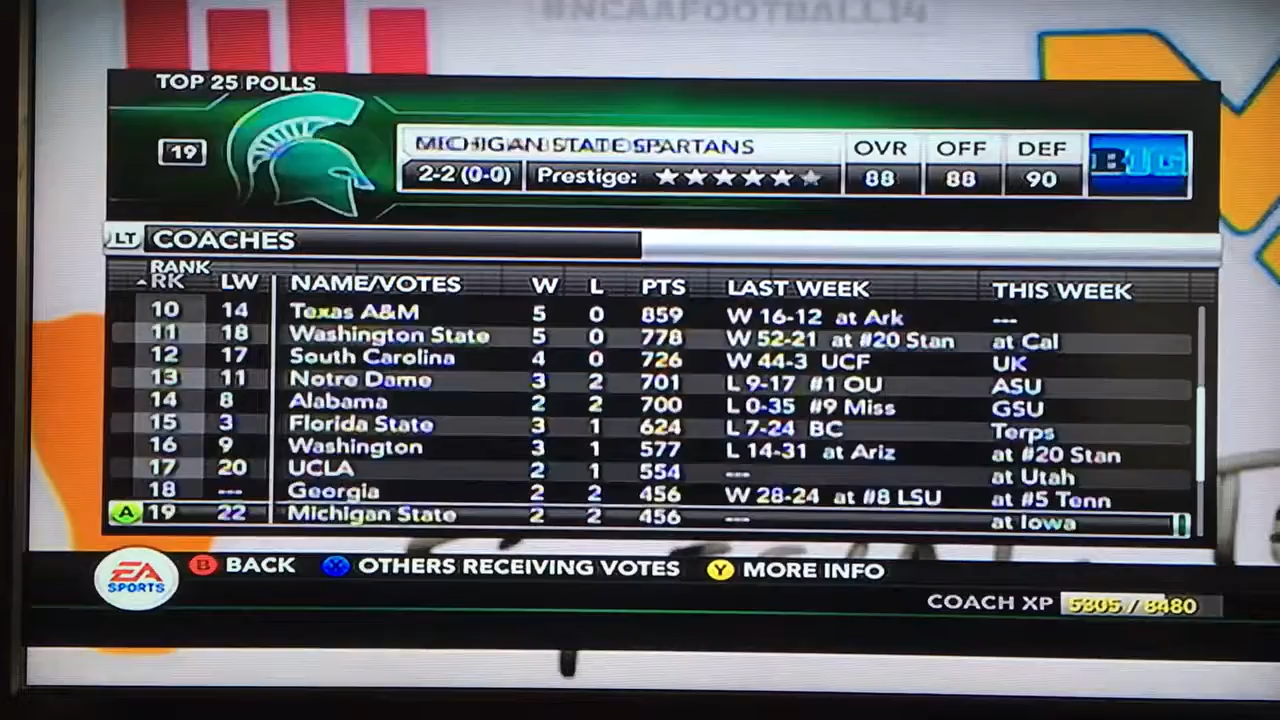 #NCAAFOOTBALL14
TOP 25 POLLS
19 MICHIGAN STATE SPARTANS OVR OFF DEF B1G
2-2 (0-0) Prestige: 88 88 90
LT COACHES
RANK
RK LW NAME/VOTES W L PTS LAST WEEK THIS WEEK
10 14 Texas A&M 5 0 859 W 16-12 at Ark ---
11 18 Washington State 5 0 778 W 52-21 at #20 Stan at Cal
12 17 South Carolina 4 0 726 W 44-3 UCF UK
13 11 Notre Dame 3 2 701 L 9-17 #1 OU ASU
14 8 Alabama 2 2 700 L 0-35 #9 Miss GSU
15 3 Florida State 3 1 624 L 7-24 BC Terps
16 9 Washington 3 1 577 L 14-31 at Ariz at #20 Stan
17 20 UCLA 2 1 554 --- at Utah
18 --- Georgia 2 2 456 W 28-24 at #8 LSU at #5 Tenn
A 19 22 Michigan State 2 2 456 --- at Iowa
EA SPORTS B BACK X OTHERS RECEIVING VOTES Y MORE INFO
COACH XP 5305 / 8480